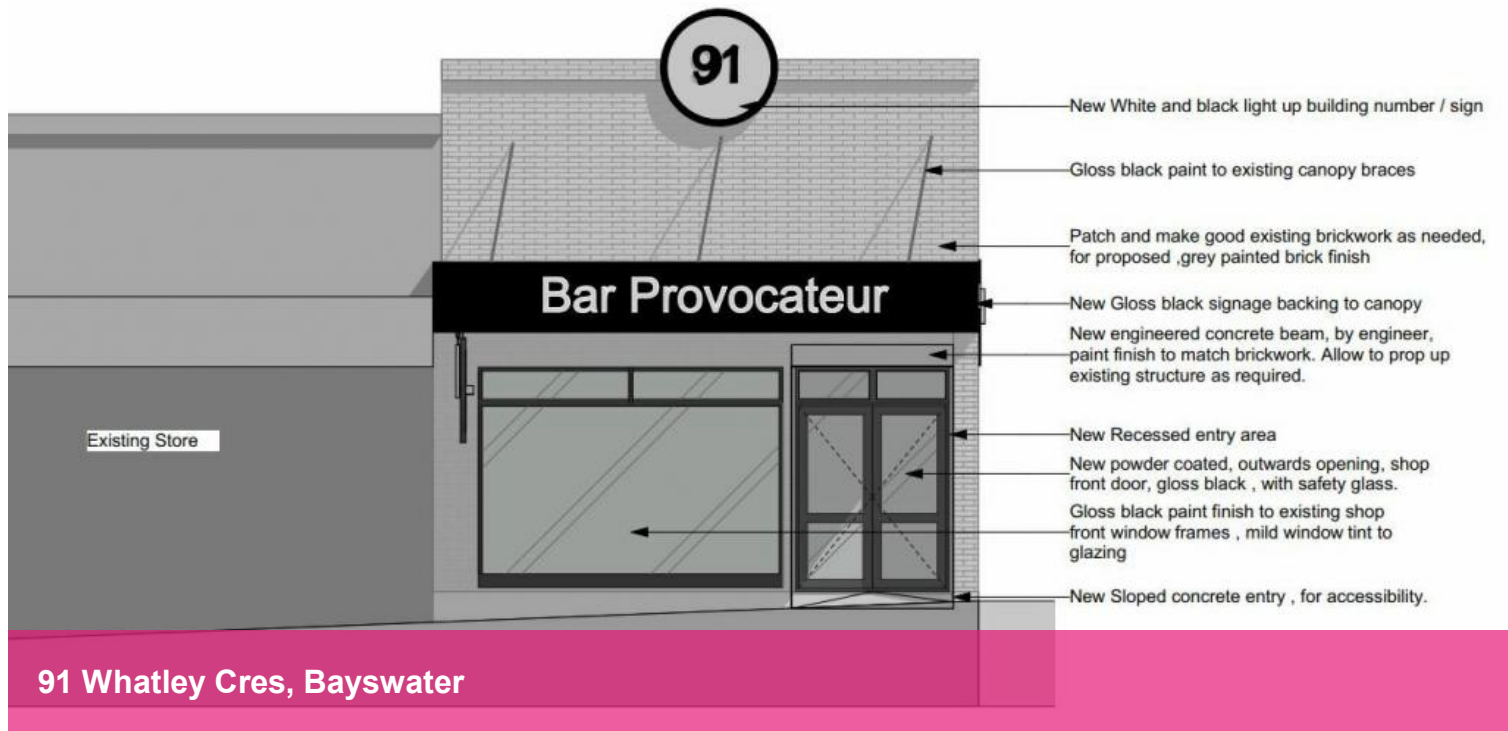 91
New White and black light up building number / sign
Gloss black paint to existing canopy braces
Patch and make good existing brickwork as needed,
for proposed ,grey painted brick finish
Bar Provocateur
New Gloss black signage backing to canopy
New engineered concrete beam, by engineer,
paint finish to match brickwork. Allow to prop up
existing structure as required.
Existing Store
New Recessed entry area
New powder coated, outwards opening, shop
front door, gloss black , with safety glass.
Gloss black paint finish to existing shop
front window frames , mild window tint to
glazing
New Sloped concrete entry , for accessibility.
91 Whatley Cres, Bayswater